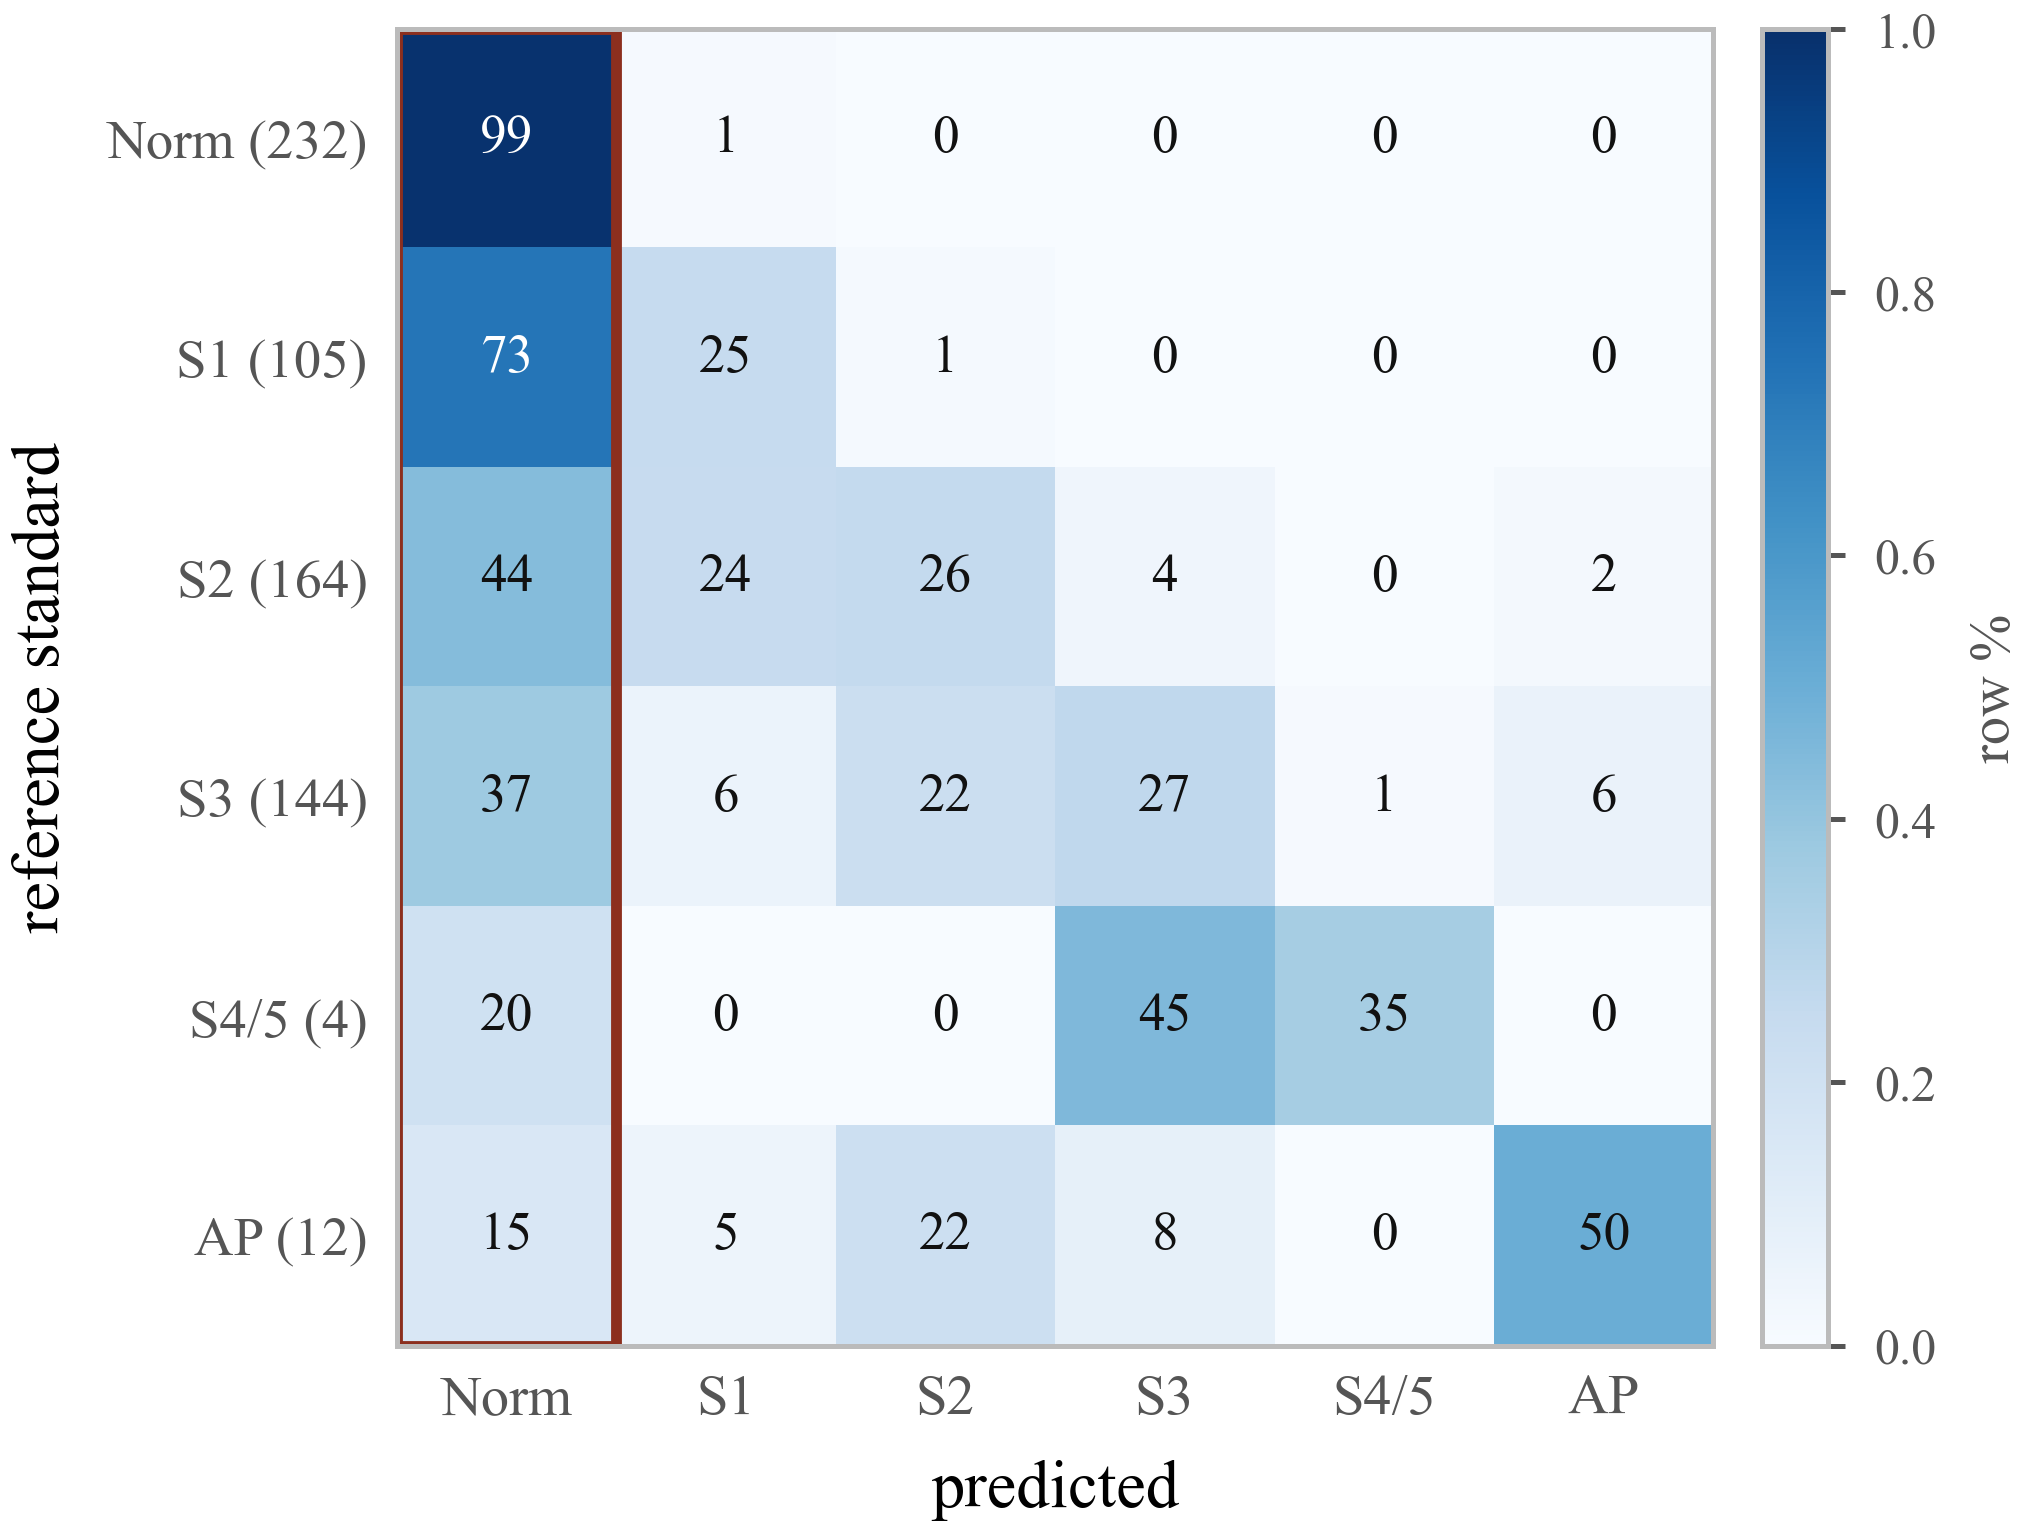 reference standard
Norm (232) 99 1 0 0 0 0
S1 (105) 73 25 1 0 0 0
S2 (164) 44 24 26 4 0 2
S3 (144) 37 6 22 27 1 6
S4/5 (4) 20 0 0 45 35 0
AP (12) 15 5 22 8 0 50
Norm S1 S2 S3 S4/5 AP
predicted
1.0
0.8
0.6
0.4
0.2
0.0
row %